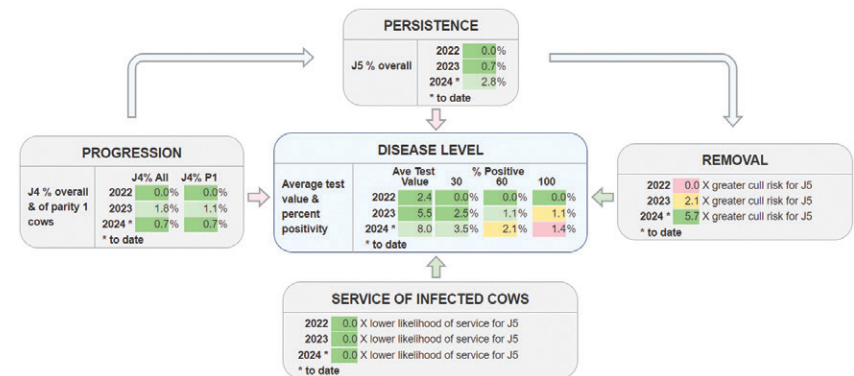 PERSISTENCE
J5 % overall
2022 0.0%
2023 0.7%
2024 * 2.8%
* to date
PROGRESSION
J4 % overall
& of parity 1
cows
J4% All J4% P1
2022 0.0% 0.0%
2023 1.8% 1.1%
2024 * 0.7% 0.7%
* to date
DISEASE LEVEL
Average test
value &
percent
positivity
Ave Test % Positive
Value 30 60 100
2022 2.4 0.0% 0.0% 0.0%
2023 5.5 2.5% 1.1% 1.1%
2024 * 8.0 3.5% 2.1% 1.4%
* to date
REMOVAL
2022 0.0 X greater cull risk for J5
2023 2.1 X greater cull risk for J5
2024 * 5.7 X greater cull risk for J5
* to date
SERVICE OF INFECTED COWS
2022 0.0 X lower likelihood of service for J5
2023 0.0 X lower likelihood of service for J5
2024 * 0.0 X lower likelihood of service for J5
* to date